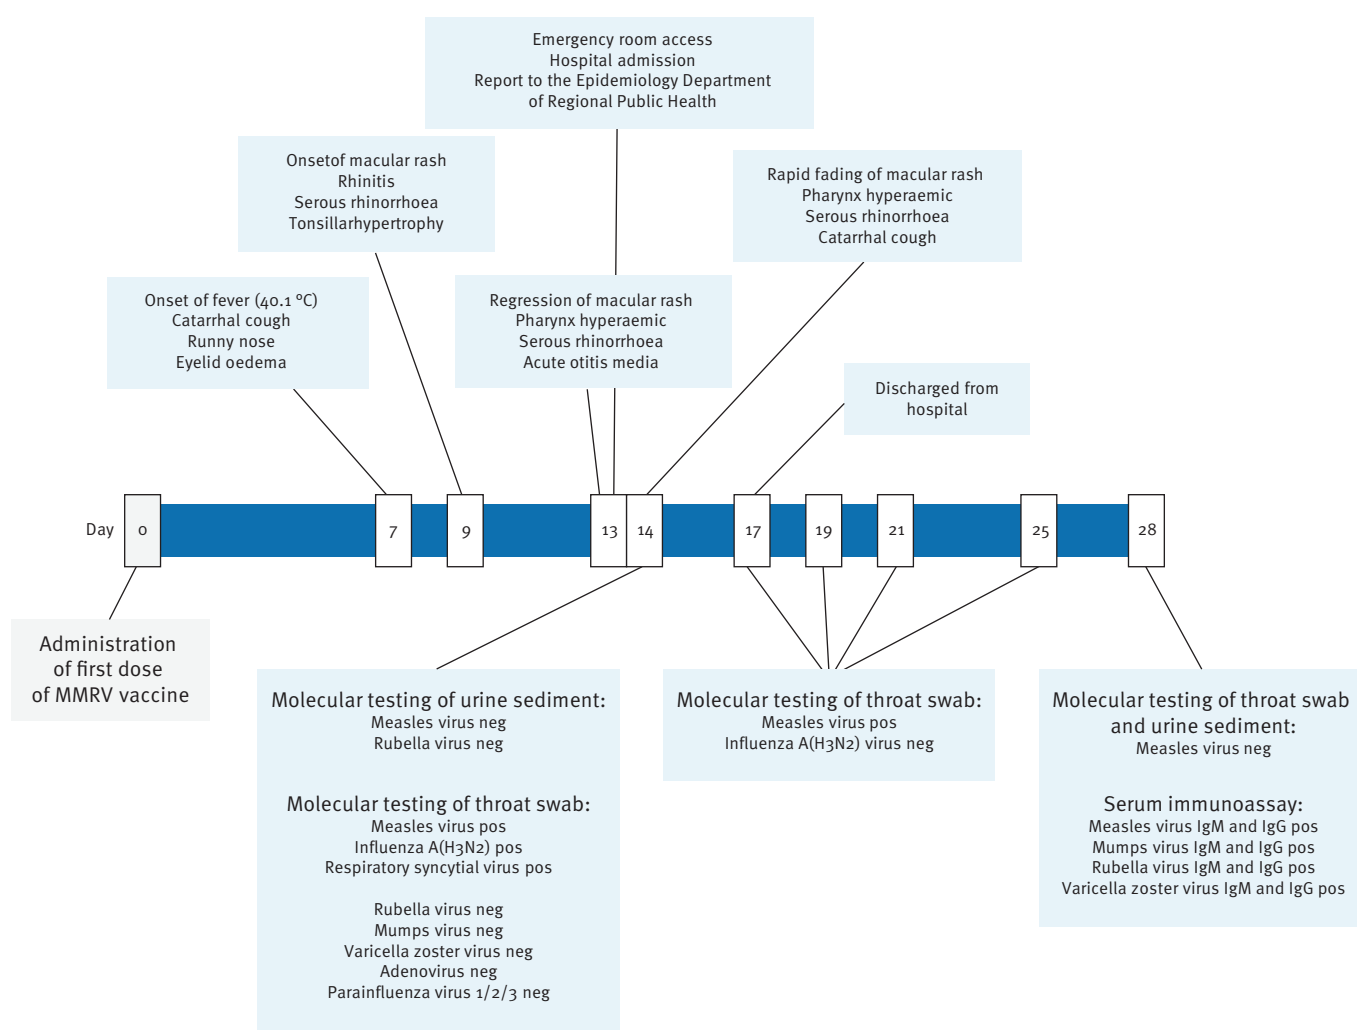 Emergency room access
Hospital admission
Report to the Epidemiology Department
of Regional Public Health
Onsetof macular rash
Rhinitis
Serous rhinorrhoea
Tonsillarhypertrophy
Rapid fading of macular rash
Pharynx hyperaemic
Serous rhinorrhoea
Catarrhal cough
Onset of fever (40.1 °C)
Catarrhal cough
Runny nose
Eyelid oedema
Regression of macular rash
Pharynx hyperaemic
Serous rhinorrhoea
Acute otitis media
Discharged from
hospital
Day 0 7 9 13 14 17 19 21 25 28
Administration
of first dose
of MMRV vaccine
Molecular testing of urine sediment:
Measles virus neg
Rubella virus neg
Molecular testing of throat swab:
Measles virus pos
Influenza A(H3N2) pos
Respiratory syncytial virus pos
Rubella virus neg
Mumps virus neg
Varicella zoster virus neg
Adenovirus neg
Parainfluenza virus 1/2/3 neg
Molecular testing of throat swab:
Measles virus pos
Influenza A(H3N2) virus neg
Molecular testing of throat swab
and urine sediment:
Measles virus neg
Serum immunoassay:
Measles virus IgM and IgG pos
Mumps virus IgM and IgG pos
Rubella virus IgM and IgG pos
Varicella zoster virus IgM and IgG pos